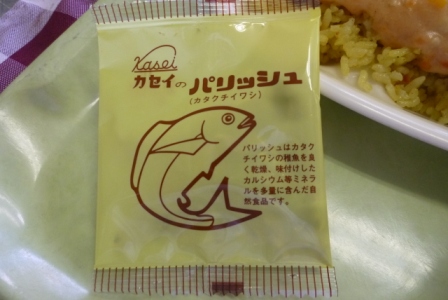 Kasei
カセイの パリッシュ
(カタクチイワシ)
パリッシュはカタク
チイワシの稚魚を良
く乾燥、味付けした
カルシウム等ミネラ
ルを多量に含んだ自
然食品です。